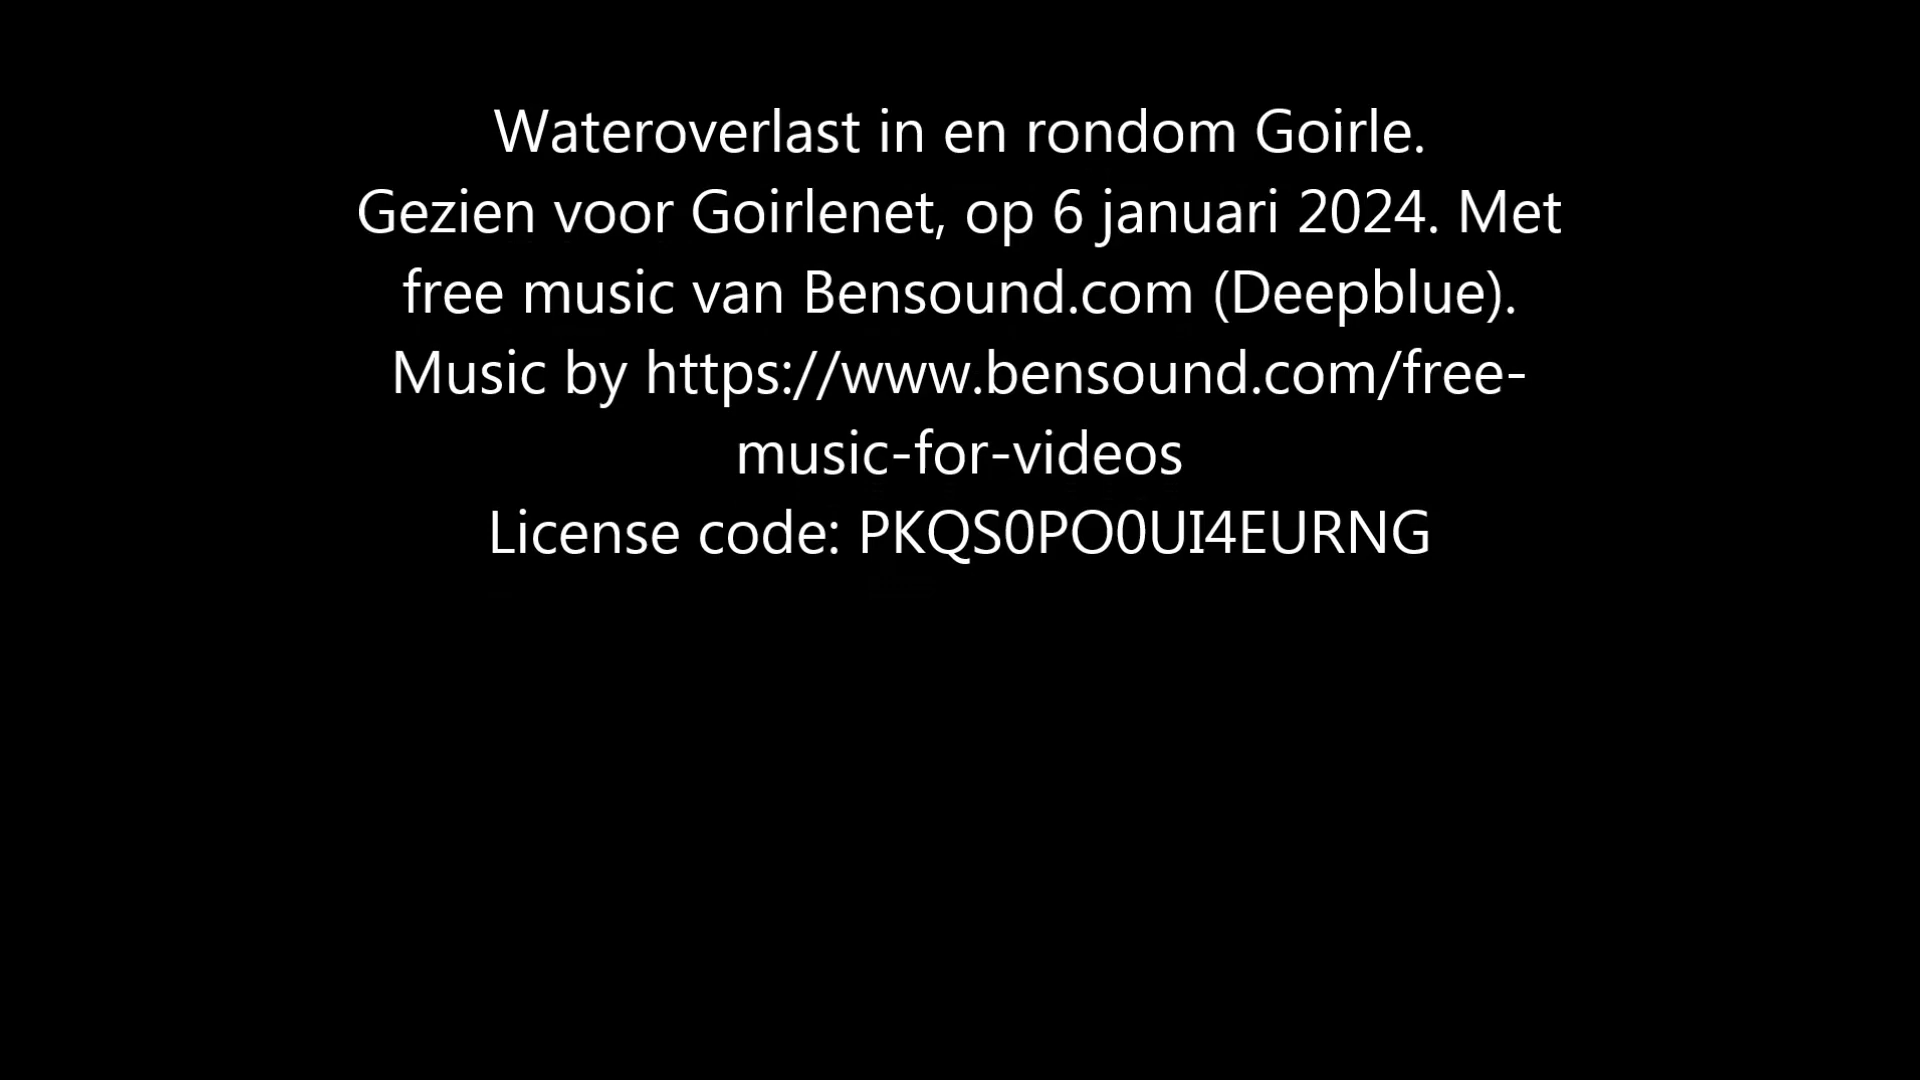 Wateroverlast in en rondom Goirle.
Gezien voor Goirlenet, op 6 januari 2024. Met
free music van Bensound.com (Deepblue).
Music by https://www.bensound.com/free-
music-for-videos
License code: PKQS0PO0UI4EURNG